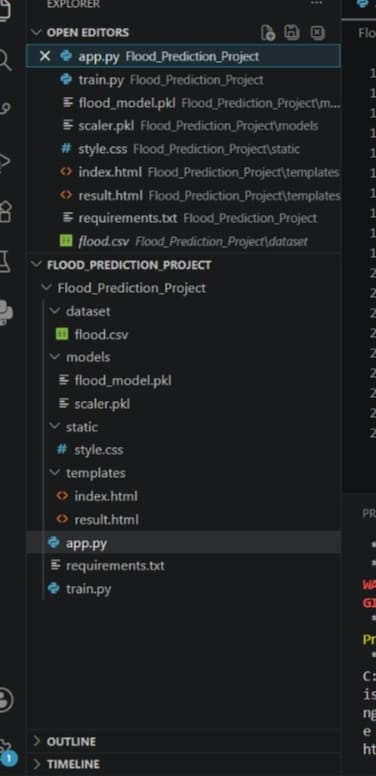 EXPLORER
OPEN EDITORS
app.py Flood_Prediction_Project
train.py Flood_Prediction_Project
flood_model.pkl Flood_Prediction_Project\m...
scaler.pkl Flood_Prediction_Project\models
style.css Flood_Prediction_Project\static
index.html Flood_Prediction_Project\templates
result.html Flood_Prediction_Project\templates
requirements.txt Flood_Prediction_Project
flood.csv Flood_Prediction_Project\dataset
FLOOD_PREDICTION_PROJECT
Flood_Prediction_Project
dataset
flood.csv
models
flood_model.pkl
scaler.pkl
static
style.css
templates
index.html
result.html
app.py
requirements.txt
train.py
OUTLINE
TIMELINE
1